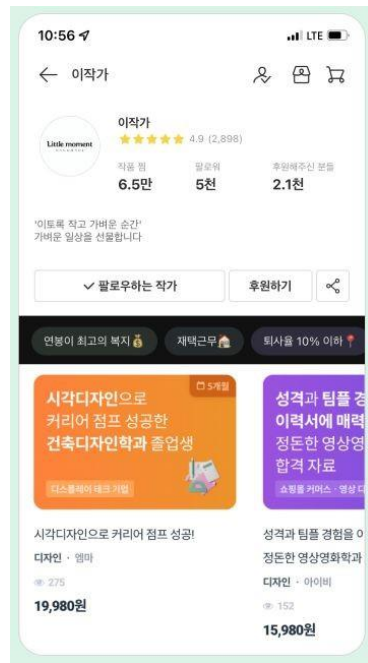 10:56
LTE
이작가
Little moment
이작가
4.9 (2,898)
작품 찜
팔로워
후원해주신 분들
6.5만
5천
2.1천
'이토록 작고 가벼운 순간'
가벼운 일상을 선물합니다
팔로우하는 작가
후원하기
연봉이 최고의 복지
재택근무
퇴사율 10% 이하
5개월
시각디자인으로
커리어 점프 성공한
건축디자인학과 졸업생
디스플레이 테크 기업
성격과 팀플 경
이력서에 매력
정돈한 영상영
합격 자료
쇼핑몰 커머스 · 영상 디
시각디자인으로 커리어 점프 성공!
디자인 · 엠마
275
19,980원
성격과 팀플 경험을 이
정돈한 영상영화학과
디자인 · 아이비
152
15,980원